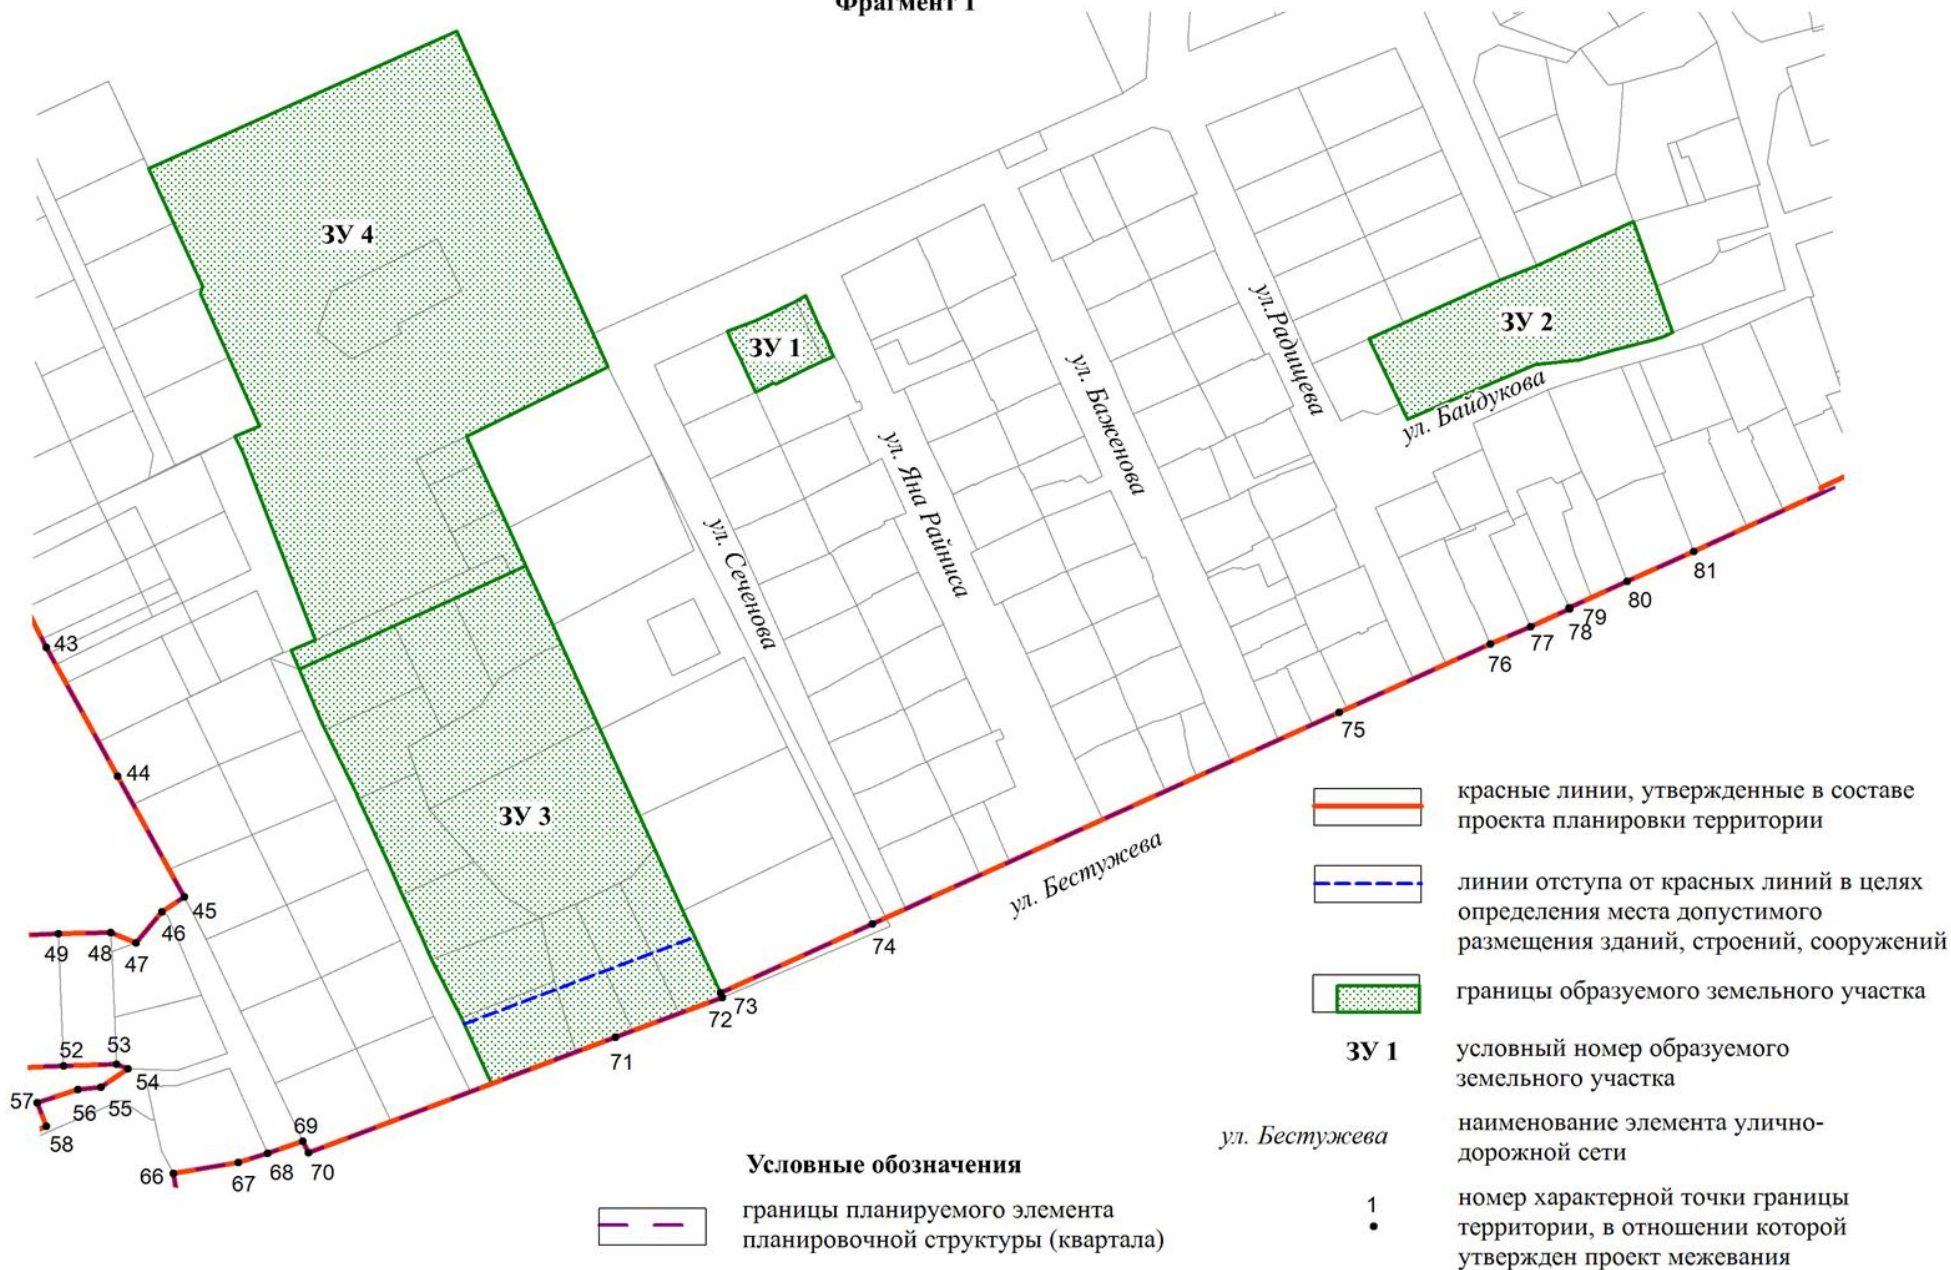 Фрагмент 1
ЗУ 4
ЗУ 1
ЗУ 2
ЗУ 3
ул. Сеченова
ул. Яна Райниса
ул. Баженова
ул.Радищева
ул. Байдукова
ул. Бестужева
43
44
45
46
47
48
49
52
53
54
55
56
57
58
66
67
68
69
70
71
72
73
74
75
76
77
78
79
80
81
красные линии, утвержденные в составе
проекта планировки территории
линии отступа от красных линий в целях
определения места допустимого
размещения зданий, строений, сооружений
границы образуемого земельного участка
ЗУ 1
условный номер образуемого
земельного участка
ул. Бестужева
наименование элемента улично-
дорожной сети
1
номер характерной точки границы
территории, в отношении которой
утвержден проект межевания
Условные обозначения
границы планируемого элемента
планировочной структуры (квартала)